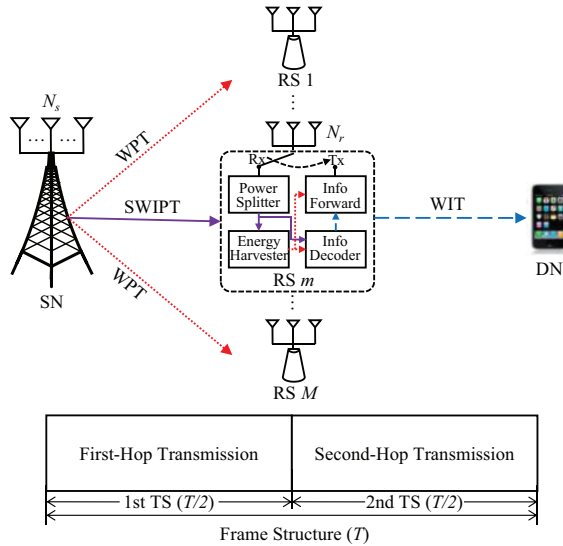 RS 1
N_s
...
...
WPT
N_r
Rx
Tx
Power
Splitter
Info
Forward
SWIPT
WIT
Energy
Harvester
Info
Decoder
RS m
SN
DN
WPT
RS M
First-Hop Transmission
Second-Hop Transmission
1st TS (T/2)
2nd TS (T/2)
Frame Structure (T)